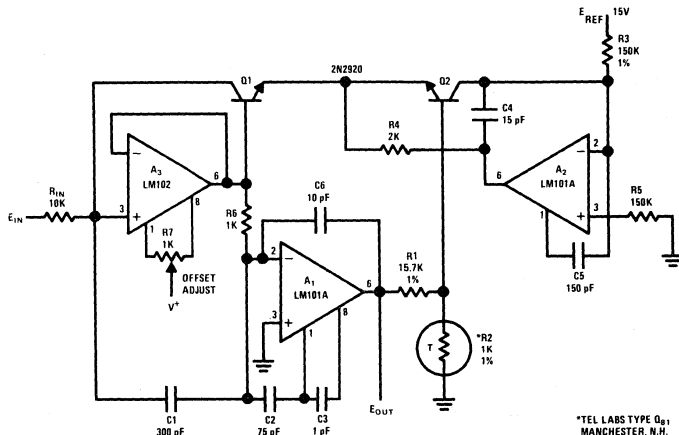 E REF 15V
R3
150K
1%
Q1
2N2920
Q2
C4
15 pF
R4
2K
A3
LM102
6
3
1
8
RIN
10K
EIN
R7
1K
OFFSET
ADJUST
V+
R6
1K
C6
10 pF
2
3
A1
LM101A
6
1
8
R1
15.7K
1%
A2
LM101A
6
2
3
1
R5
150K
C5
150 pF
T
*R2
1K
1%
C1
300 pF
C2
75 pF
C3
1 pF
EOUT
*TEL LABS TYPE Q81
MANCHESTER, N.H.